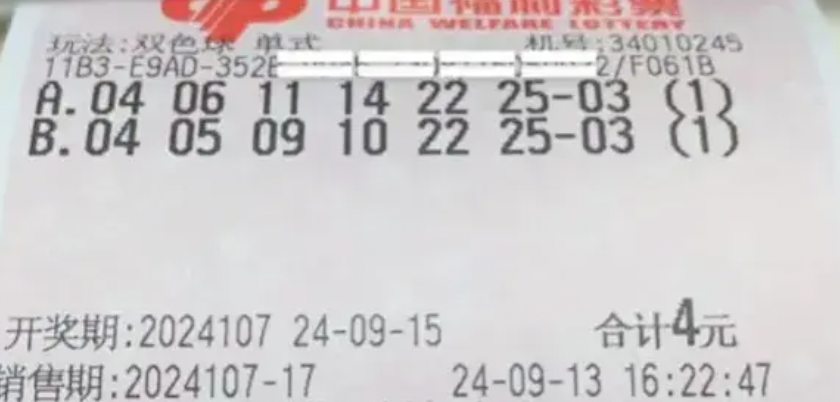 中国福利彩票
CHINA WELFARE LOTTERY
玩法:双色球 单式 机号:34010245
11B3-E9AD-352 2/F061B
A.04 06 11 14 22 25-03 (1)
B.04 05 09 10 22 25-03 (1)
开奖期:2024107 24-09-15 合计4元
销售期:2024107-17 24-09-13 16:22:47